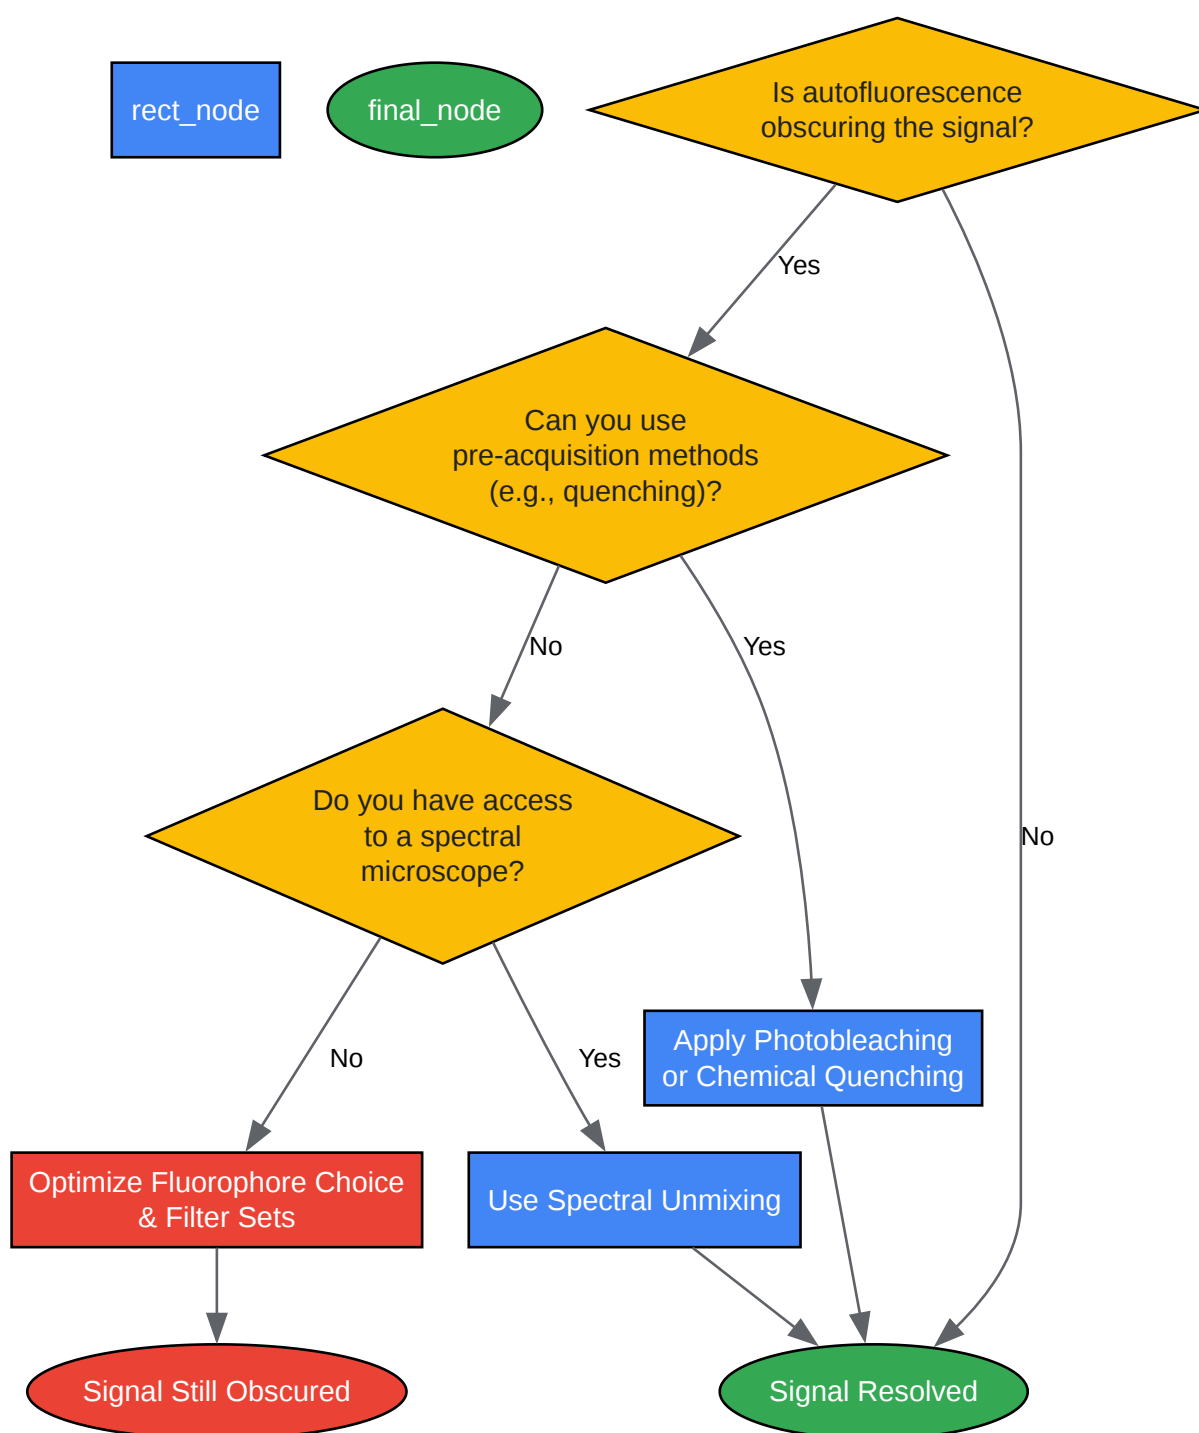 rect_node
final_node
Is autofluorescence
obscuring the signal?
Yes
Can you use
pre-acquisition methods
(e.g., quenching)?
No
Yes
Do you have access
to a spectral
microscope?
No
No
Yes
Apply Photobleaching
or Chemical Quenching
Optimize Fluorophore Choice
& Filter Sets
Use Spectral Unmixing
Signal Still Obscured
Signal Resolved